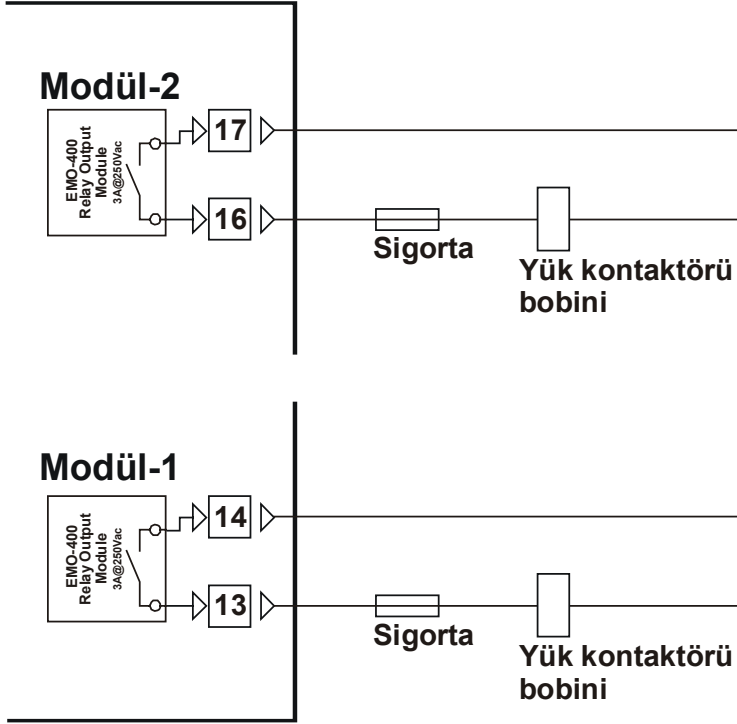 Modül-2
EMO-400
Relay Output
Module
3A@250Vac
17
16
Sigorta
Yük kontaktörü
bobini
Modül-1
EMO-400
Relay Output
Module
3A@250Vac
14
13
Sigorta
Yük kontaktörü
bobini